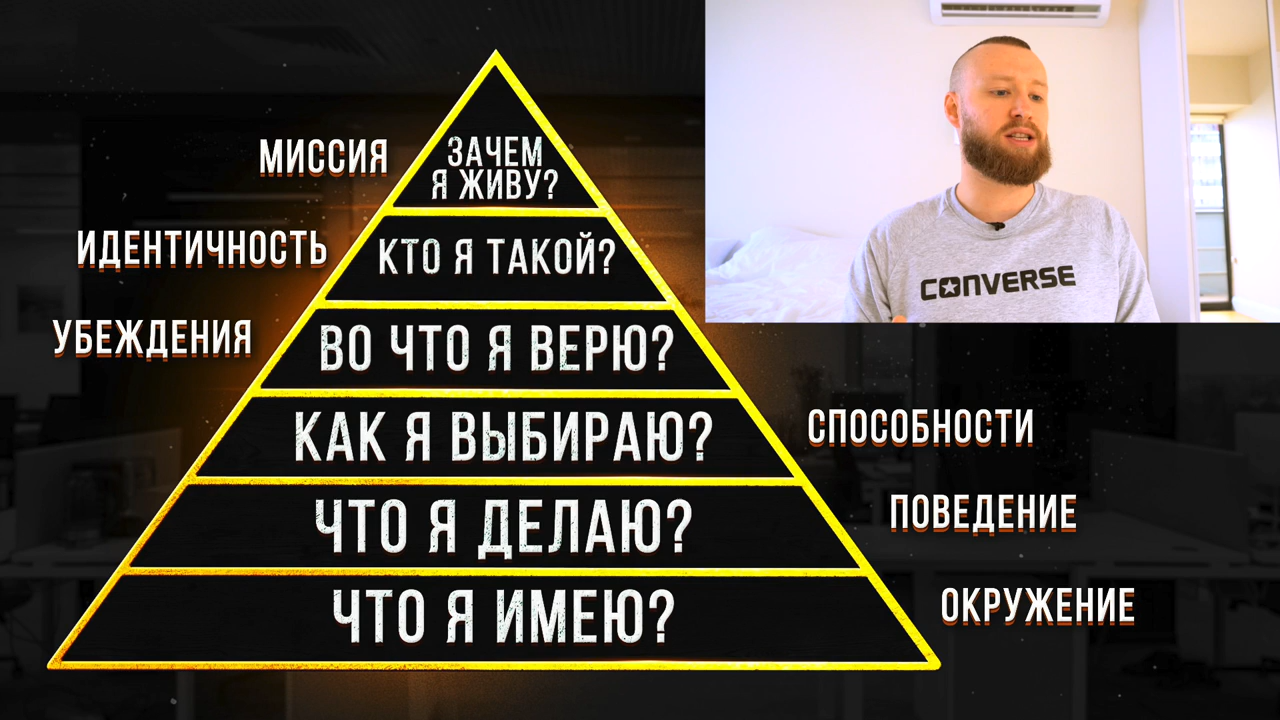 МИССИЯ
ЗАЧЕМ
Я ЖИВУ?
ИДЕНТИЧНОСТЬ
КТО Я ТАКОЙ?
УБЕЖДЕНИЯ
ВО ЧТО Я ВЕРЮ?
КАК Я ВЫБИРАЮ?
СПОСОБНОСТИ
ЧТО Я ДЕЛАЮ?
ПОВЕДЕНИЕ
ЧТО Я ИМЕЮ?
ОКРУЖЕНИЕ
CONVERSE